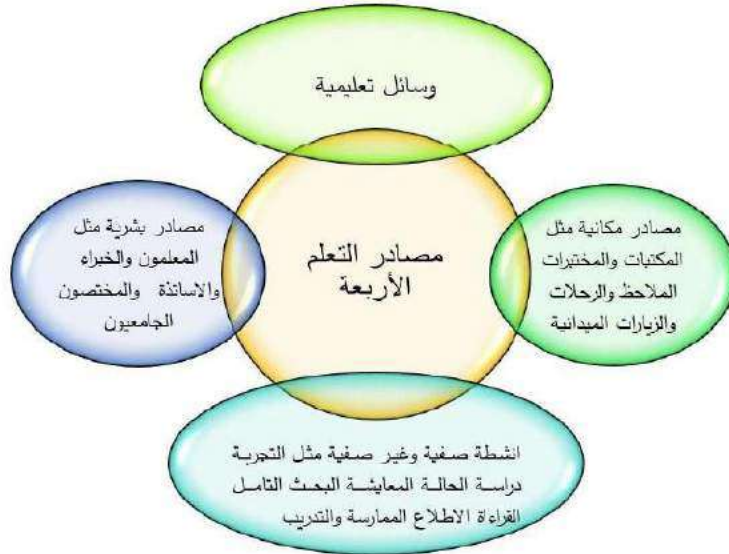 وسائل تعليمية
مصادر مكانية مثل
المكتبات والمختبرات
الملاحظ والرحلات
والزيارات الميدانية
مصادر التعلم
الأربعة
مصادر بشرية مثل
المعلمون والخبراء
والاساتذة والمختصون
الجامعيون
انشطة صفية وغير صفية مثل التجربة
دراسة الحالة المعايشة البحث التامل
القراءاة الاطلاع الممارسة والتدريب